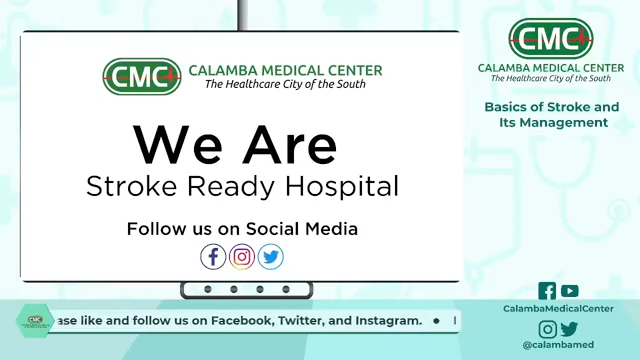 CMC
CALAMBA MEDICAL CENTER
The Healthcare City of the South
We Are
Stroke Ready Hospital
Follow us on Social Media
CMC
CALAMBA MEDICAL CENTER
The Healthcare City of the South
Basics of Stroke and
Its Management
CalambaMedicalCenter
@calambamed
CMC
ase like and follow us on Facebook, Twitter, and Instagram. •